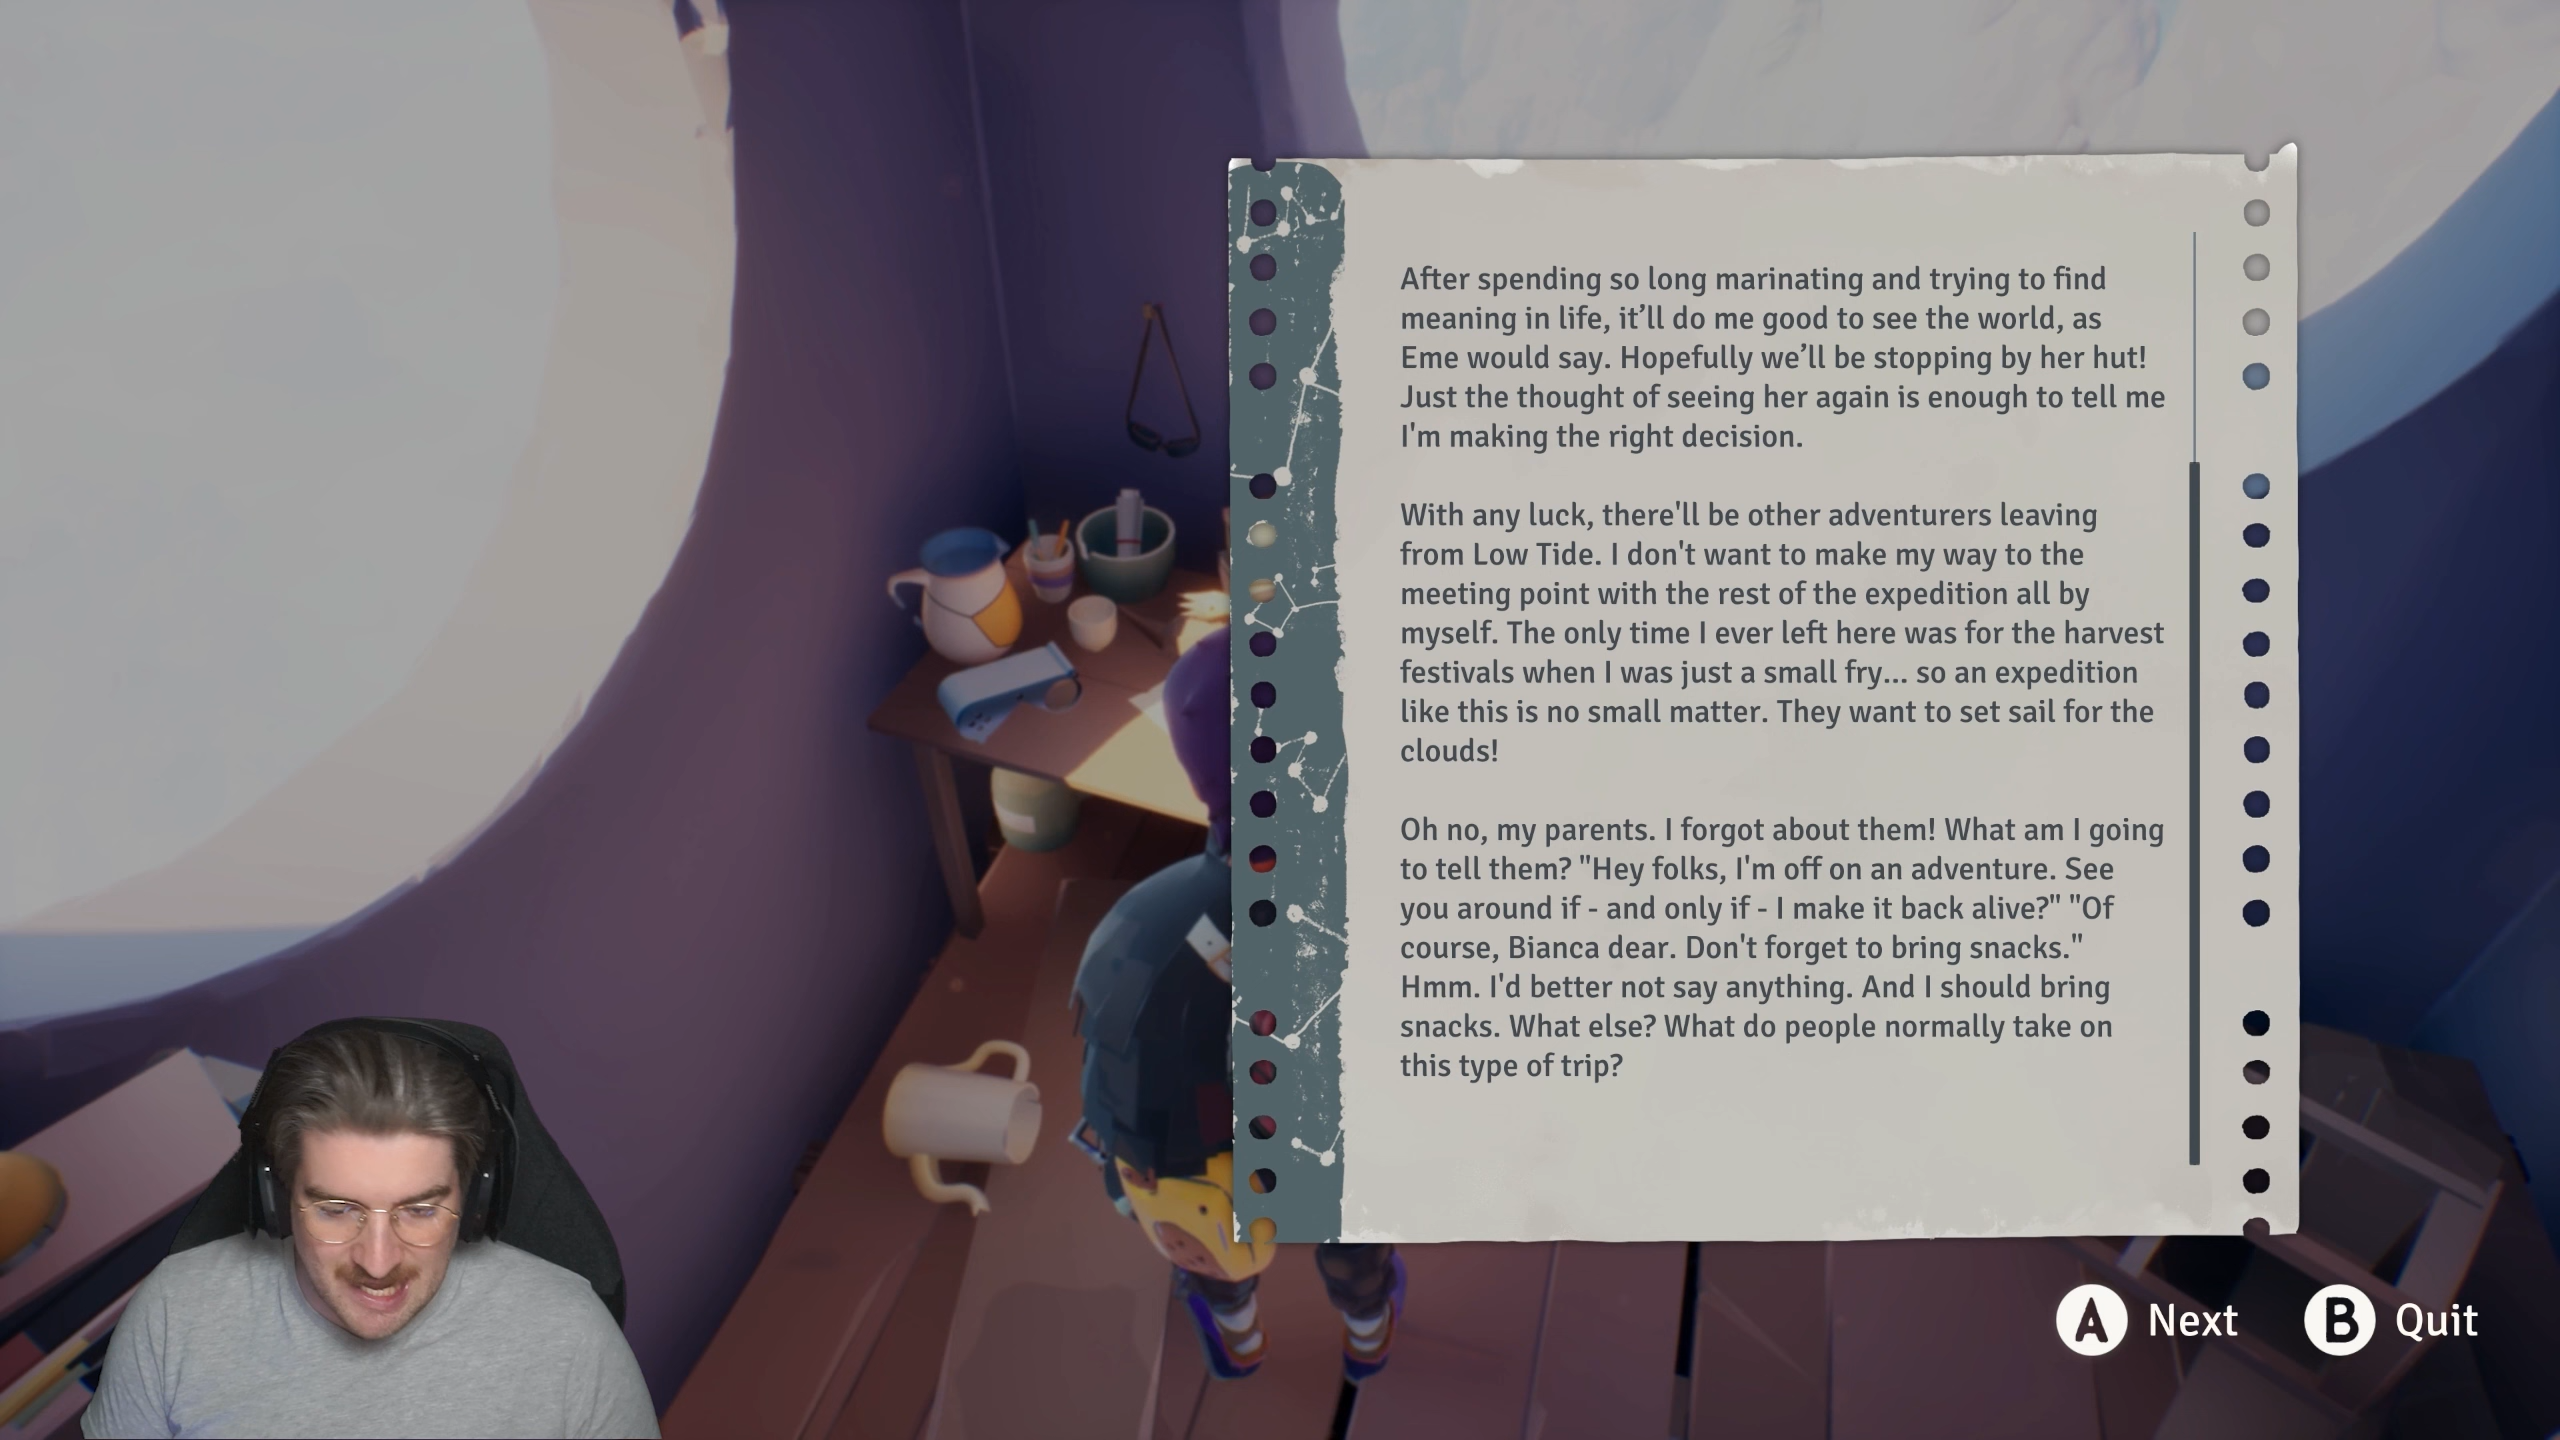 After spending so long marinating and trying to find
meaning in life, it’ll do me good to see the world, as
Eme would say. Hopefully we’ll be stopping by her hut!
Just the thought of seeing her again is enough to tell me
I'm making the right decision.
With any luck, there'll be other adventurers leaving
from Low Tide. I don't want to make my way to the
meeting point with the rest of the expedition all by
myself. The only time I ever left here was for the harvest
festivals when I was just a small fry... so an expedition
like this is no small matter. They want to set sail for the
clouds!
Oh no, my parents. I forgot about them! What am I going
to tell them? "Hey folks, I'm off on an adventure. See
you around if - and only if - I make it back alive?" "Of
course, Bianca dear. Don't forget to bring snacks."
Hmm. I'd better not say anything. And I should bring
snacks. What else? What do people normally take on
this type of trip?
A Next B Quit